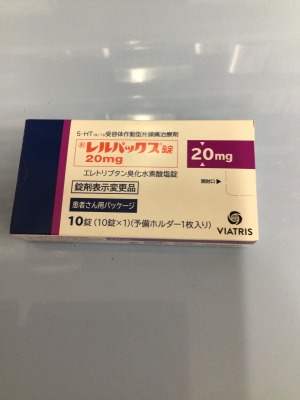 5-HT1B/1D受容体作動型片頭痛治療剤
レルパックス錠
20mg
20mg
エレトリプタン臭化水素酸塩錠
開封口▶
錠剤表示変更品
患者さん用パッケージ
10錠(10錠×1)(予備ホルダー1枚入り)
VIATRIS